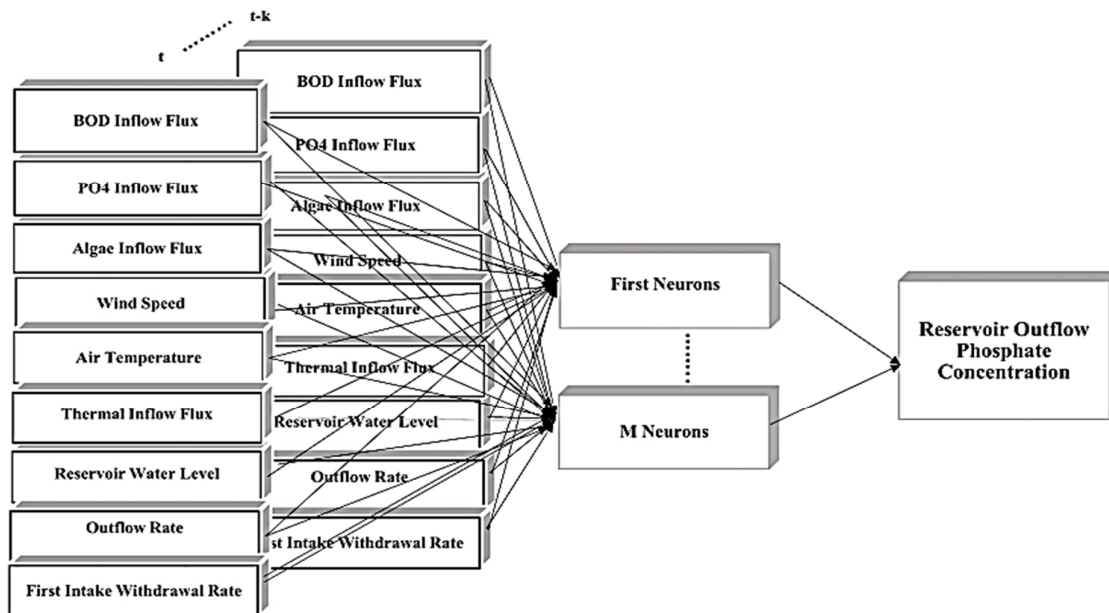 t-k
t
BOD Inflow Flux
PO4 Inflow Flux
Algae Inflow Flux
Wind Speed
Air Temperature
Thermal Inflow Flux
Reservoir Water Level
Outflow Rate
First Intake Withdrawal Rate
BOD Inflow Flux
PO4 Inflow Flux
Algae Inflow Flux
Wind Speed
Air Temperature
Thermal Inflow Flux
Reservoir Water Level
Outflow Rate
st Intake Withdrawal Rate
First Neurons
M Neurons
Reservoir Outflow
Phosphate
Concentration